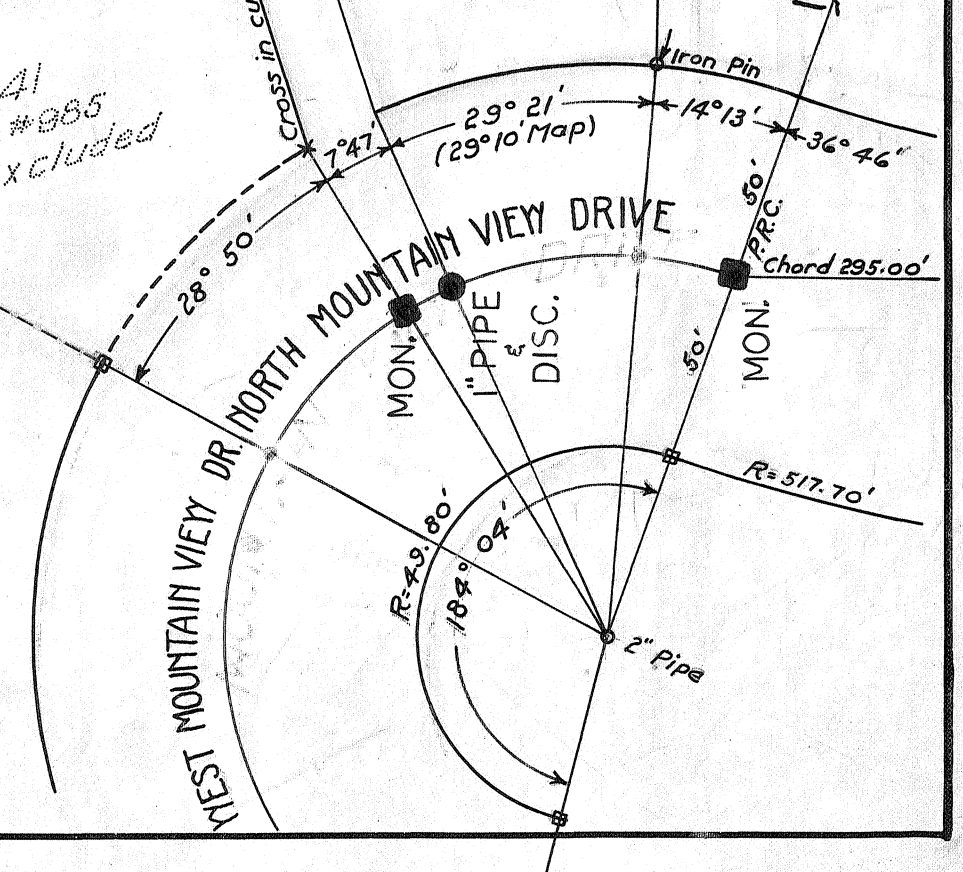 Cross in cu
41
#985
xcluded
Iron Pin
7°47'
29° 21'
(29°10' Map)
14°13'
36° 46"
28° 50'
50'
P.R.C.
NORTH MOUNTAIN VIEW DRIVE
DRIVE
Chord 295.00'
MON.
1" PIPE
&
DISC.
50'
MON.
WEST MOUNTAIN VIEW DR.
R=517.70'
R=49.80'
184° 04'
2" Pipe